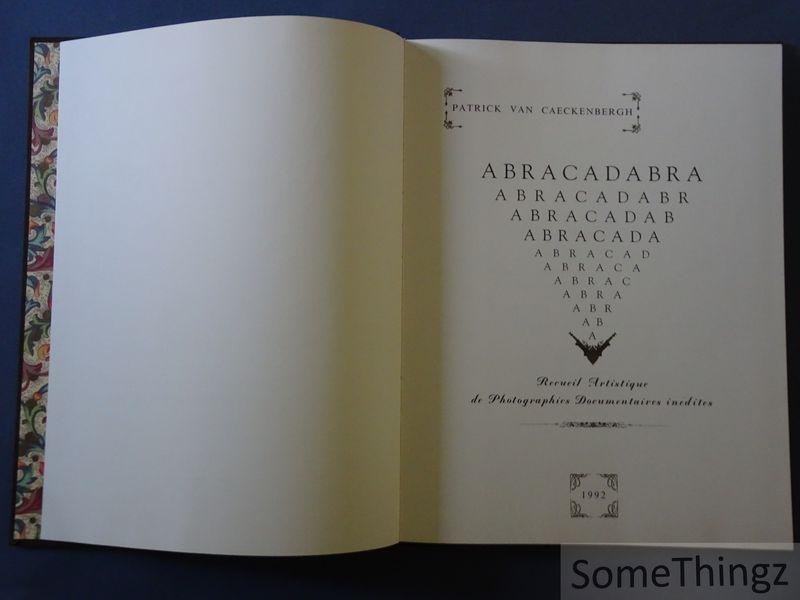 PATRICK VAN CAECKENBERGH
ABRACADABRA
ABRACADABR
ABRACADAB
ABRACADA
ABRACAD
ABRACA
ABRAC
ABRA
ABR
AB
A
Recueil Artistique
de Photographies Documentaires inedites
1992
SomeThingz